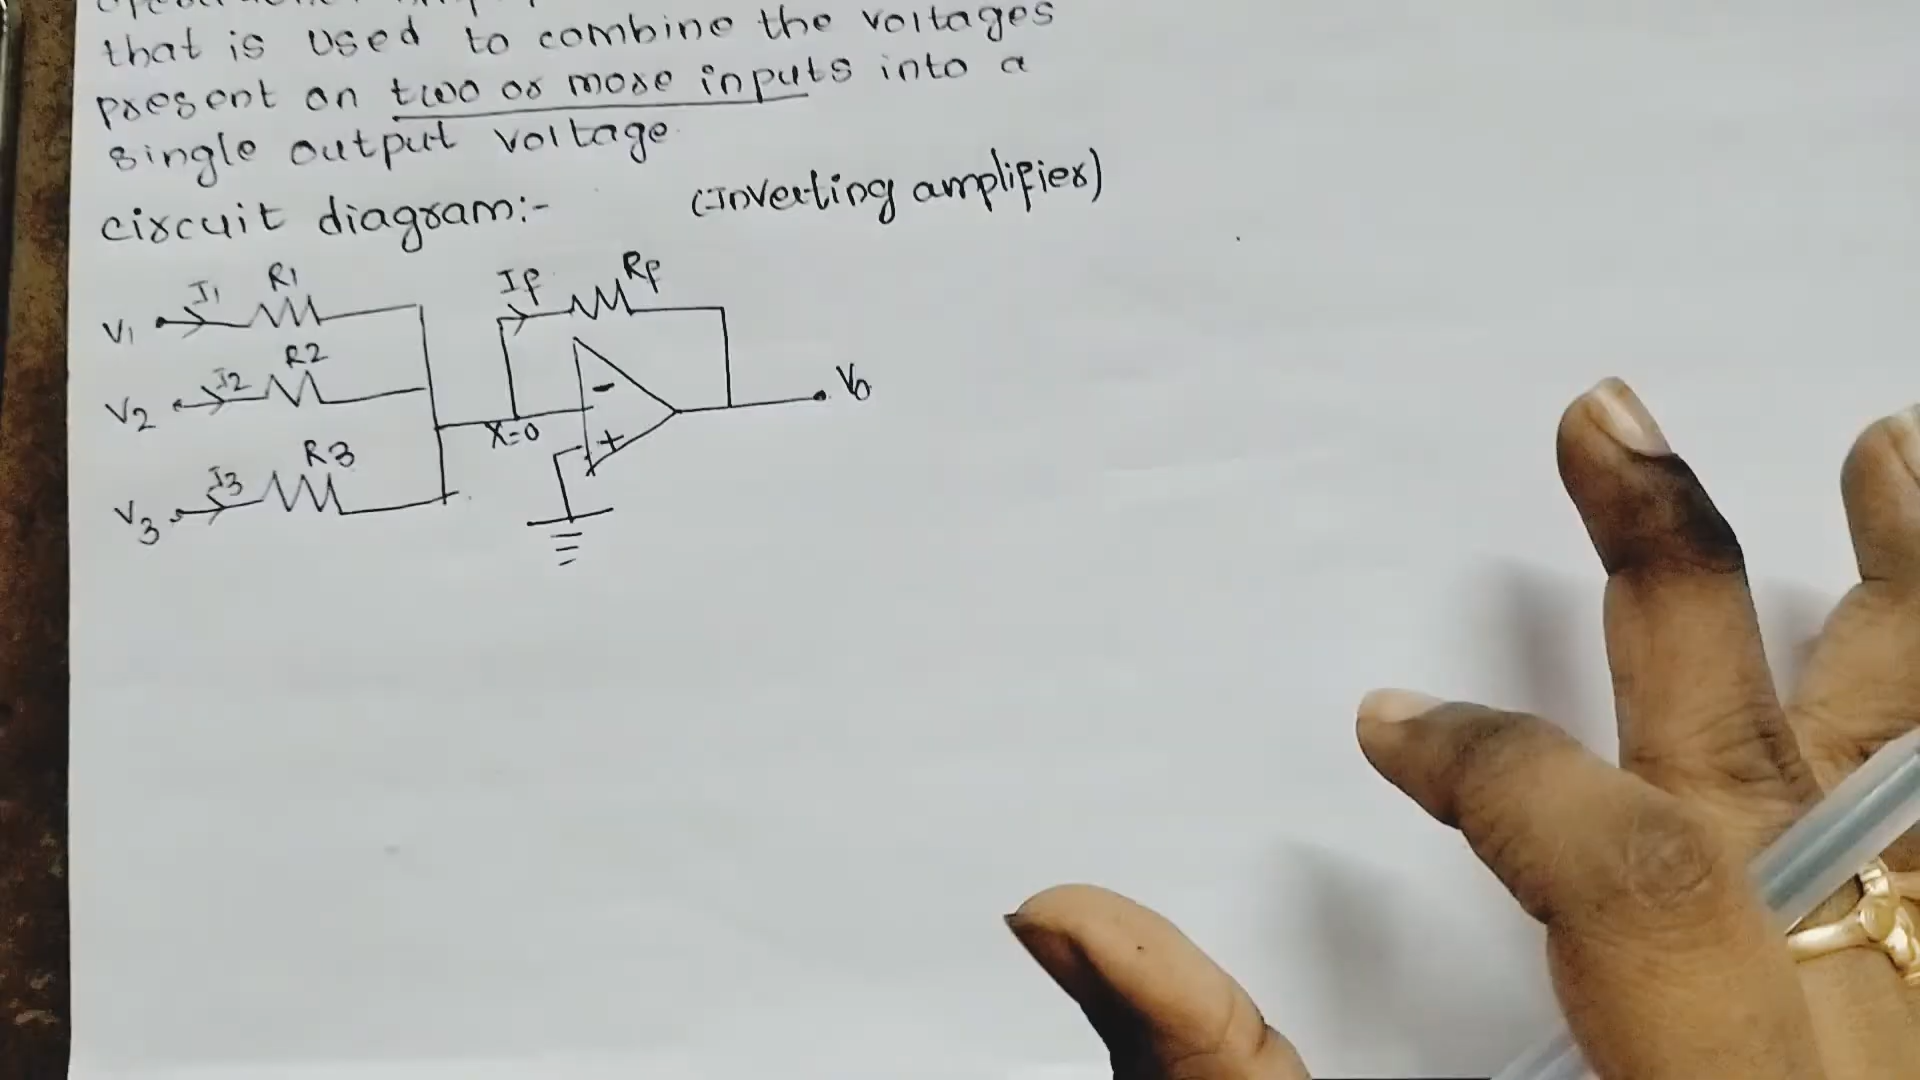 that is used to combine the voltages
present on two or more inputs into a
single output voltage.
circuit diagram:- (Inverting amplifier)
I1 R1
V1
If Rf
I2 R2
V2
- V0
X=0
+
I3 R3
V3